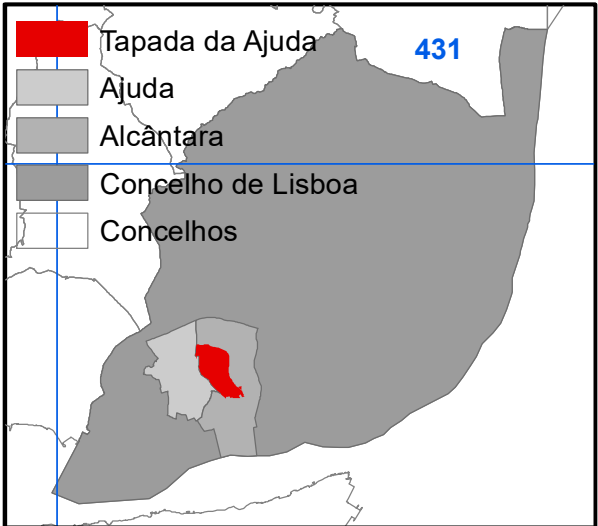 Tapada da Ajuda
431
Ajuda
Alcântara
Concelho de Lisboa
Concelhos